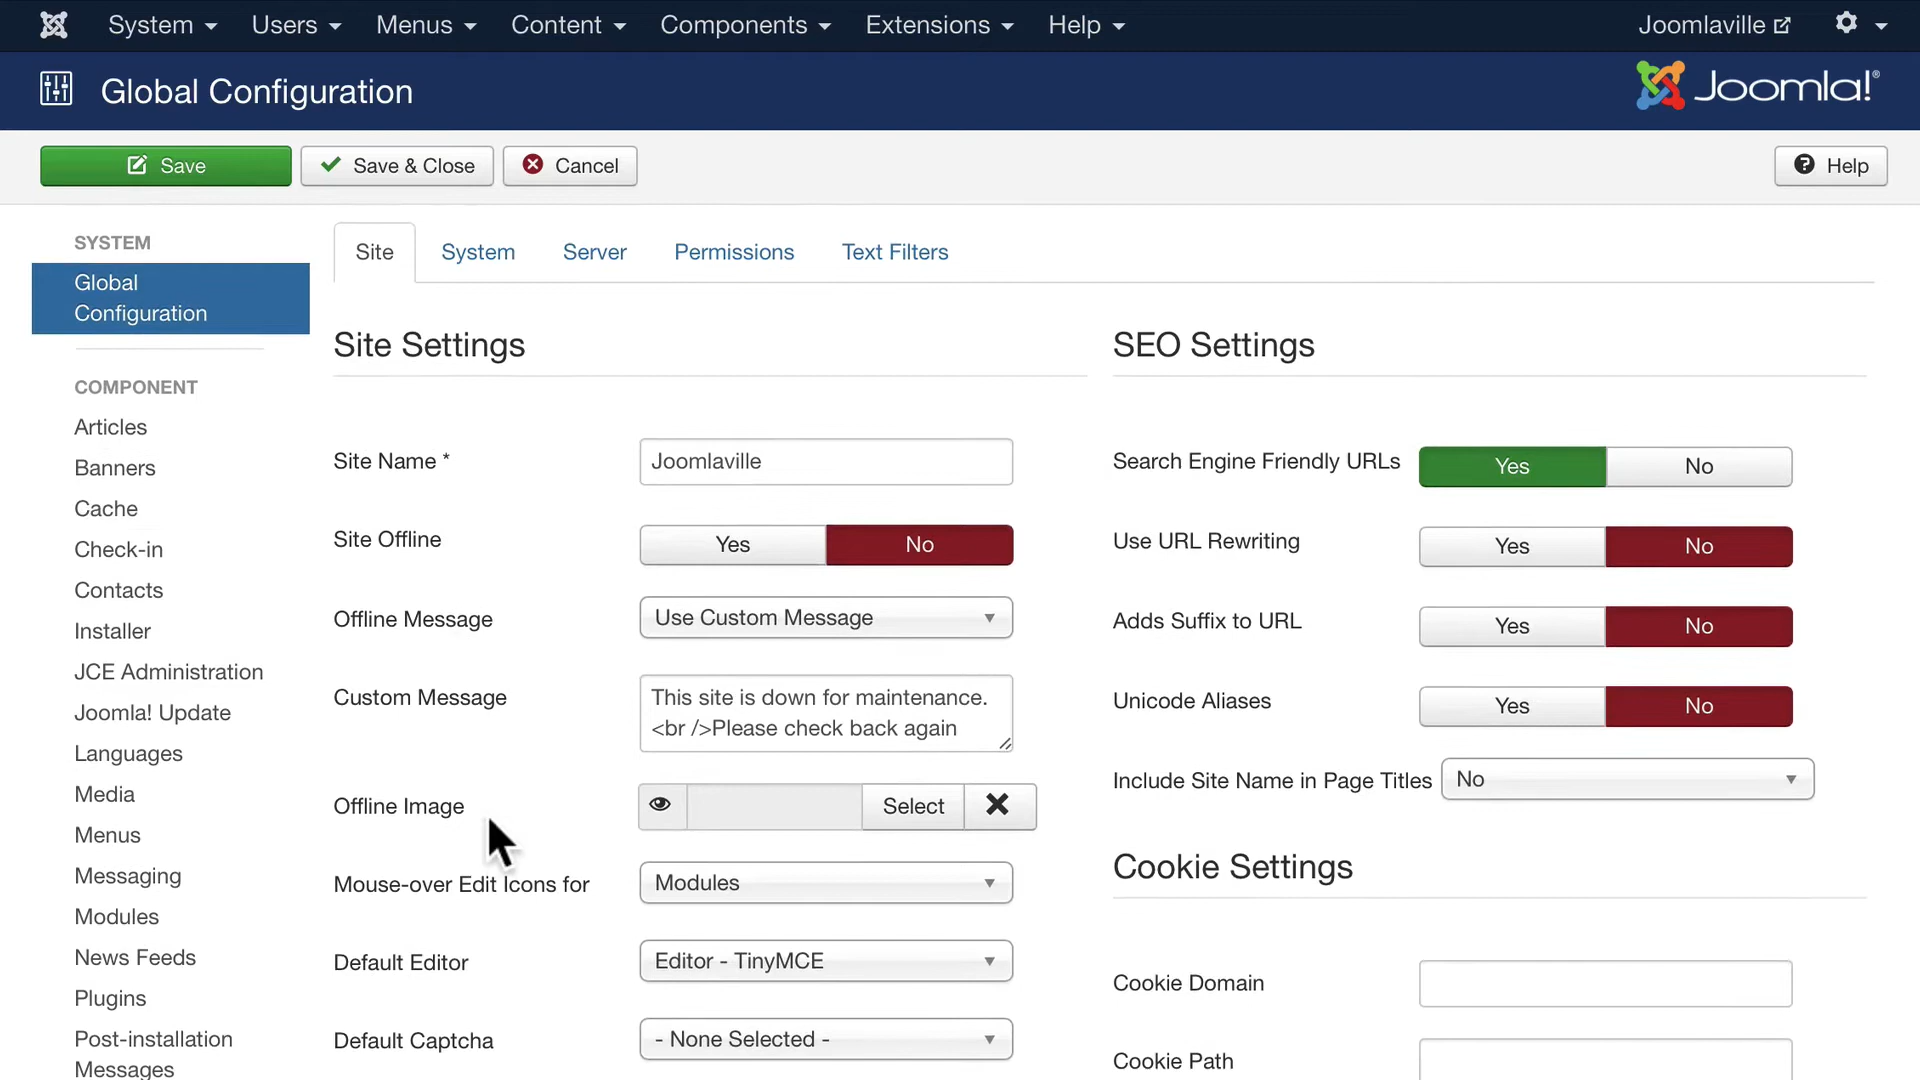 System Users Menus Content Components Extensions Help Joomlaville
Global Configuration
Joomla!®
Save Save & Close Cancel Help
SYSTEM
Global
Configuration
COMPONENT
Articles
Banners
Cache
Check-in
Contacts
Installer
JCE Administration
Joomla! Update
Languages
Media
Menus
Messaging
Modules
News Feeds
Plugins
Post-installation
Messages
Site System Server Permissions Text Filters
Site Settings
Site Name * Joomlaville
Site Offline Yes No
Offline Message Use Custom Message
Custom Message This site is down for maintenance.
<br />Please check back again
Offline Image Select
Mouse-over Edit Icons for Modules
Default Editor Editor - TinyMCE
Default Captcha - None Selected -
SEO Settings
Search Engine Friendly URLs Yes No
Use URL Rewriting Yes No
Adds Suffix to URL Yes No
Unicode Aliases Yes No
Include Site Name in Page Titles No
Cookie Settings
Cookie Domain
Cookie Path